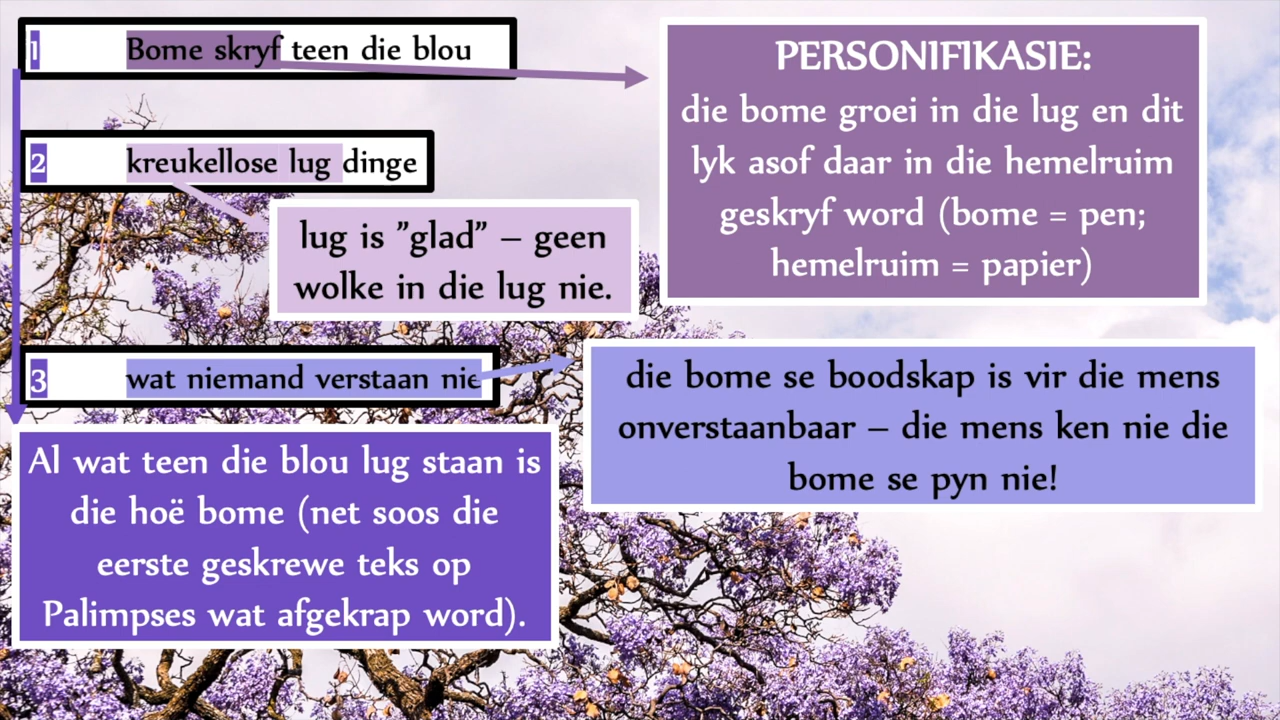 1 Bome skryf teen die blou
PERSONIFIKASIE:
die bome groei in die lug en dit
lyk asof daar in die hemelruim
geskryf word (bome = pen;
hemelruim = papier)
2 kreukellose lug dinge
lug is ”glad” – geen
wolke in die lug nie.
3 wat niemand verstaan nie
die bome se boodskap is vir die mens
onverstaanbaar – die mens ken nie die
bome se pyn nie!
Al wat teen die blou lug staan is
die hoë bome (net soos die
eerste geskrewe teks op
Palimpses wat afgekrap word).